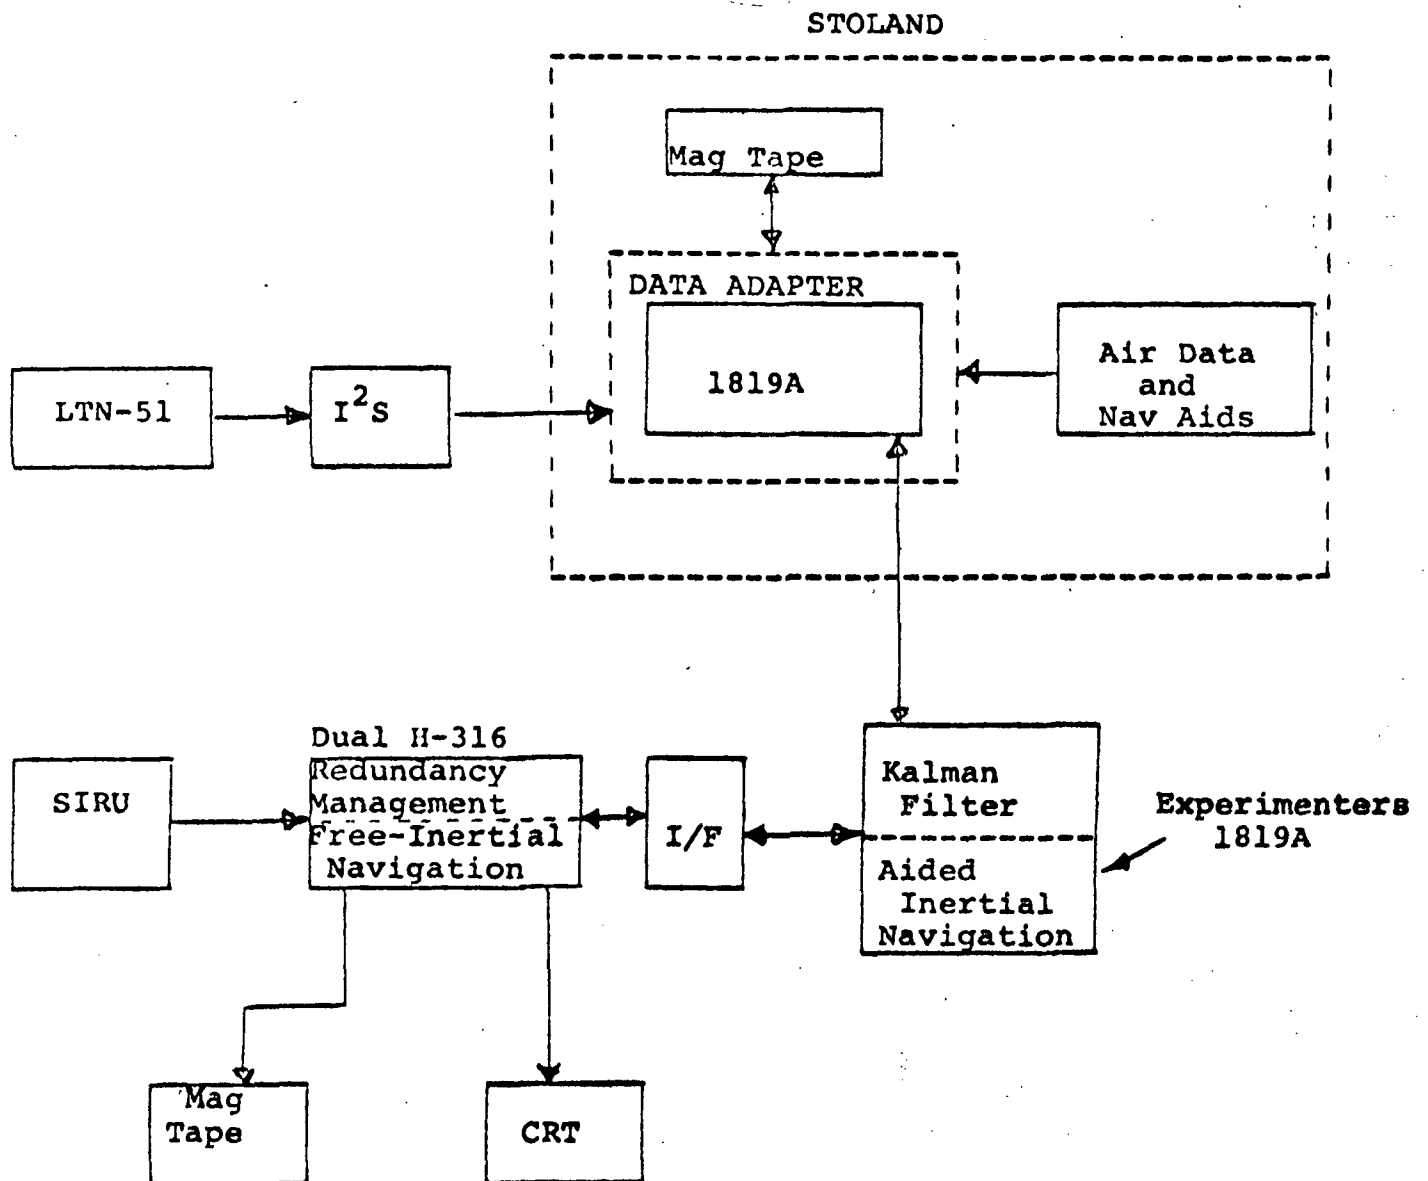 STOLAND
Mag Tape
DATA ADAPTER
1819A
Air Data
and
Nav Aids
LTN-51
I²S
Dual H-316
Redundancy
Management
Free-Inertial
Navigation
SIRU
I/F
Kalman
Filter
Aided
Inertial
Navigation
Experimenters
1819A
Mag
Tape
CRT